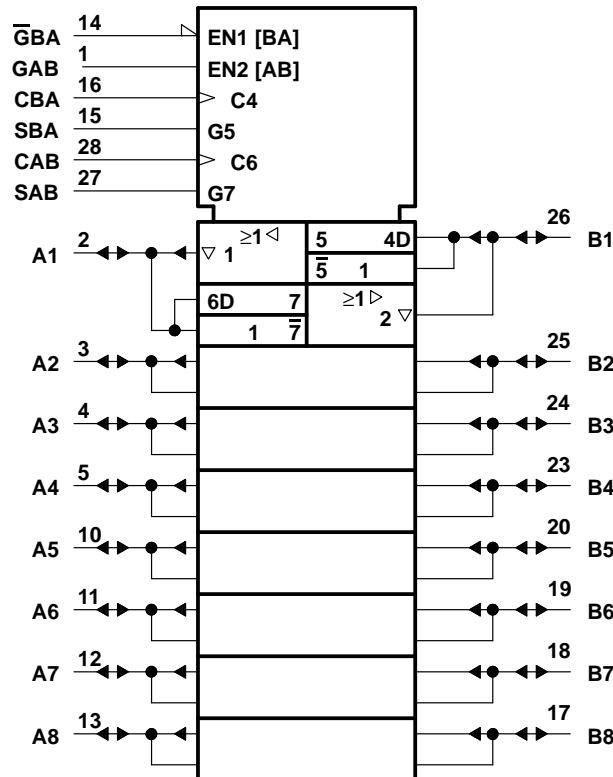 14
G̅BA EN1 [BA]
1
GAB EN2 [AB]
16
CBA C4
15
SBA G5
28
CAB C6
27
SAB G7
2 26
A1 1 ≥1 5 4D B1
5̅ 1
6D 7 ≥1
1 7̅ 2
3 25
A2 B2
4 24
A3 B3
5 23
A4 B4
10 20
A5 B5
11 19
A6 B6
12 18
A7 B7
13 17
A8 B8